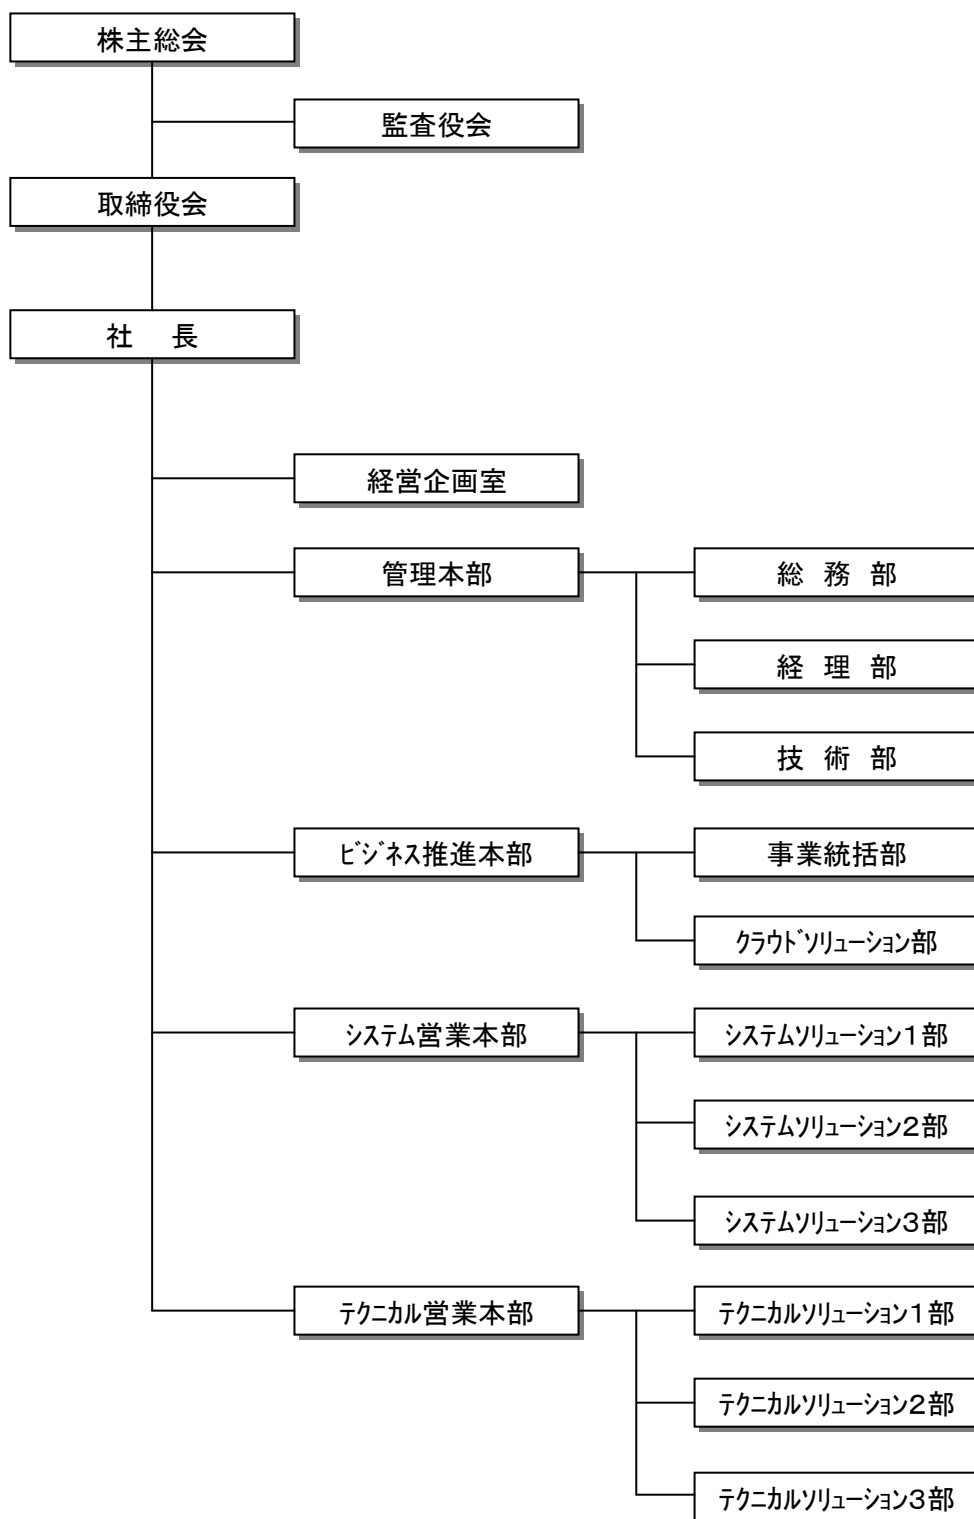 株主総会
監査役会
取締役会
社　長
経営企画室
管理本部
総 務 部
経 理 部
技 術 部
ﾋﾞｼﾞﾈｽ推進本部
事業統括部
ｸﾗｳﾄﾞｿﾘｭｰｼｮﾝ部
ｼｽﾃﾑ営業本部
ｼｽﾃﾑｿﾘｭｰｼｮﾝ１部
ｼｽﾃﾑｿﾘｭｰｼｮﾝ２部
ｼｽﾃﾑｿﾘｭｰｼｮﾝ３部
ﾃｸﾆｶﾙ営業本部
ﾃｸﾆｶﾙｿﾘｭｰｼｮﾝ１部
ﾃｸﾆｶﾙｿﾘｭｰｼｮﾝ２部
ﾃｸﾆｶﾙｿﾘｭｰｼｮﾝ３部